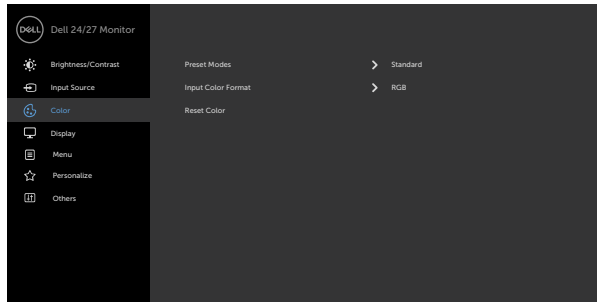 DELL Dell 24/27 Monitor
Brightness/Contrast Preset Modes Standard
Input Source Input Color Format RGB
Color Reset Color
Display
Menu
Personalize
Others